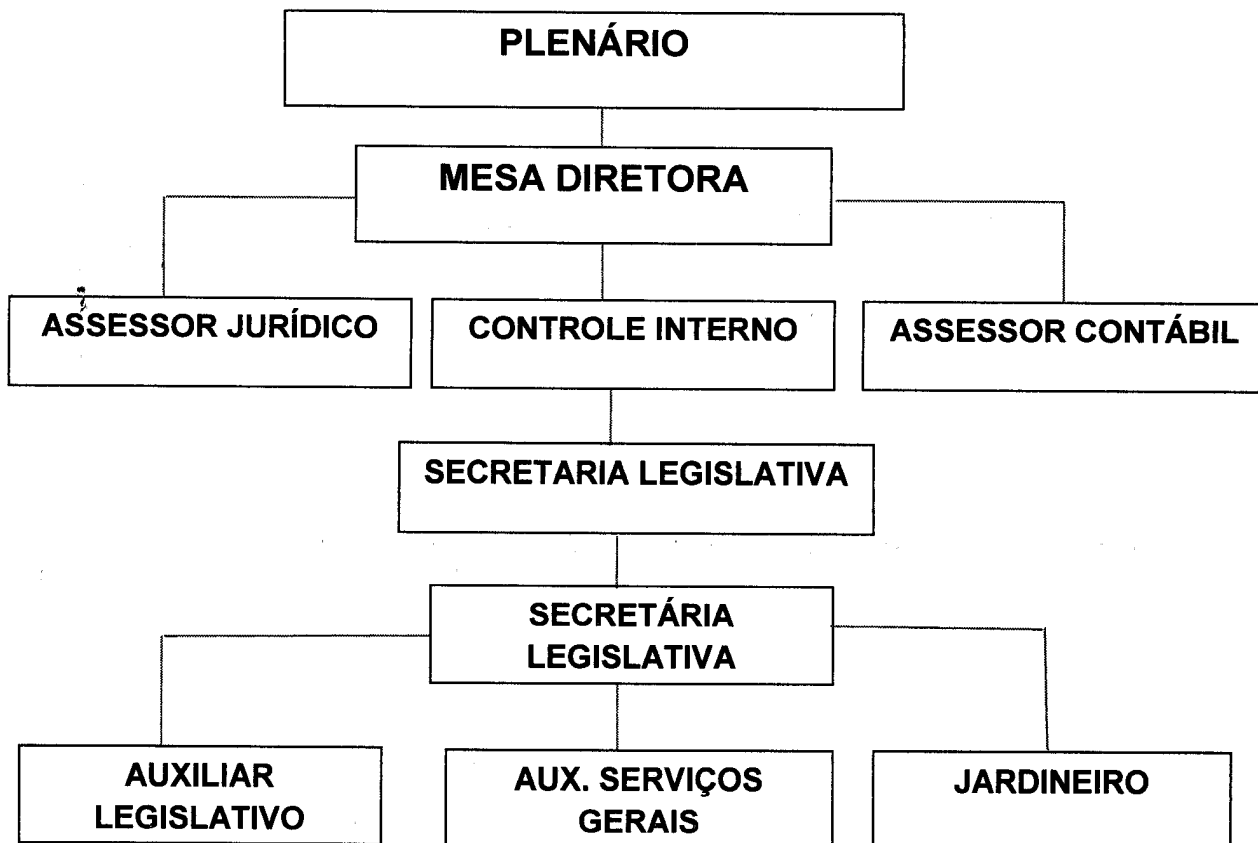 PLENÁRIO
MESA DIRETORA
ASSESSOR JURÍDICO
CONTROLE INTERNO
ASSESSOR CONTÁBIL
SECRETARIA LEGISLATIVA
SECRETÁRIA
LEGISLATIVA
AUXILIAR
LEGISLATIVO
AUX. SERVIÇOS
GERAIS
JARDINEIRO